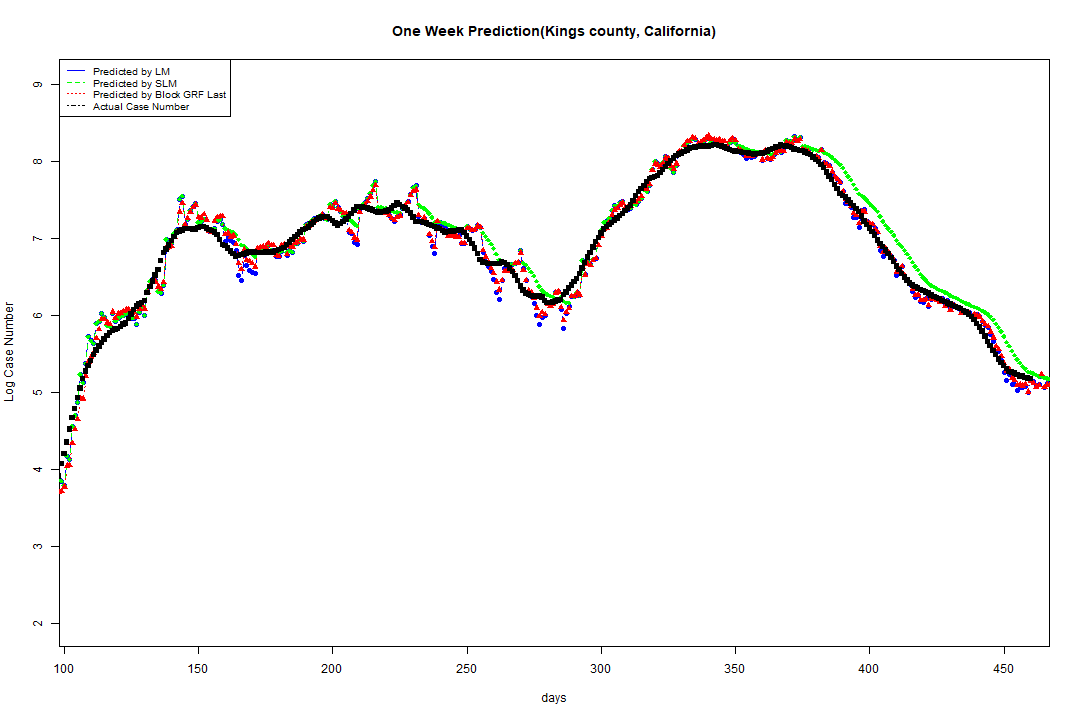 One Week Prediction(Kings county, California)
Predicted by LM
Predicted by SLM
Predicted by Block GRF Last
Actual Case Number
9
8
7
6
5
4
3
2
Log Case Number
100 150 200 250 300 350 400 450
days